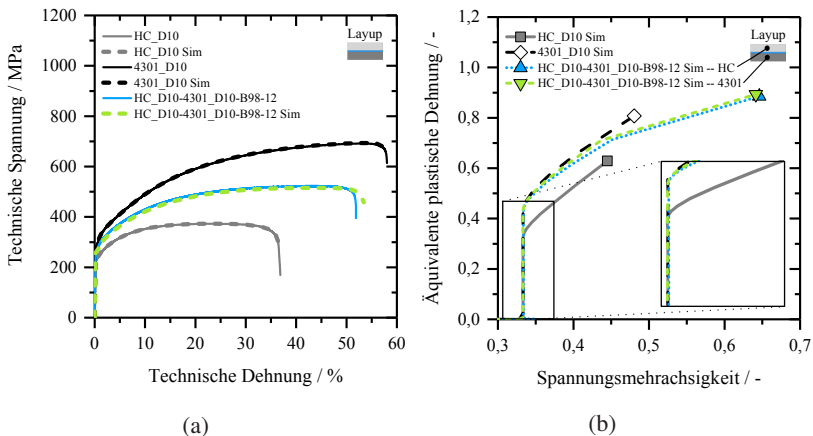 1200
1000
800
600
400
200
0
0
10
20
30
40
50
60
Technische Spannung / MPa
Technische Dehnung / %
HC_D10
HC_D10 Sim
4301_D10
4301_D10 Sim
HC_D10-4301_D10-B98-12
HC_D10-4301_D10-B98-12 Sim
Layup
(a)
1,2
1,0
0,8
0,6
0,4
0,2
0,0
0,3
0,4
0,5
0,6
0,7
Äquivalente plastische Dehnung / -
Spannungsmehrachsigkeit / -
HC_D10 Sim
4301_D10 Sim
HC_D10-4301_D10-B98-12 Sim -- HC
HC_D10-4301_D10-B98-12 Sim -- 4301
Layup
(b)